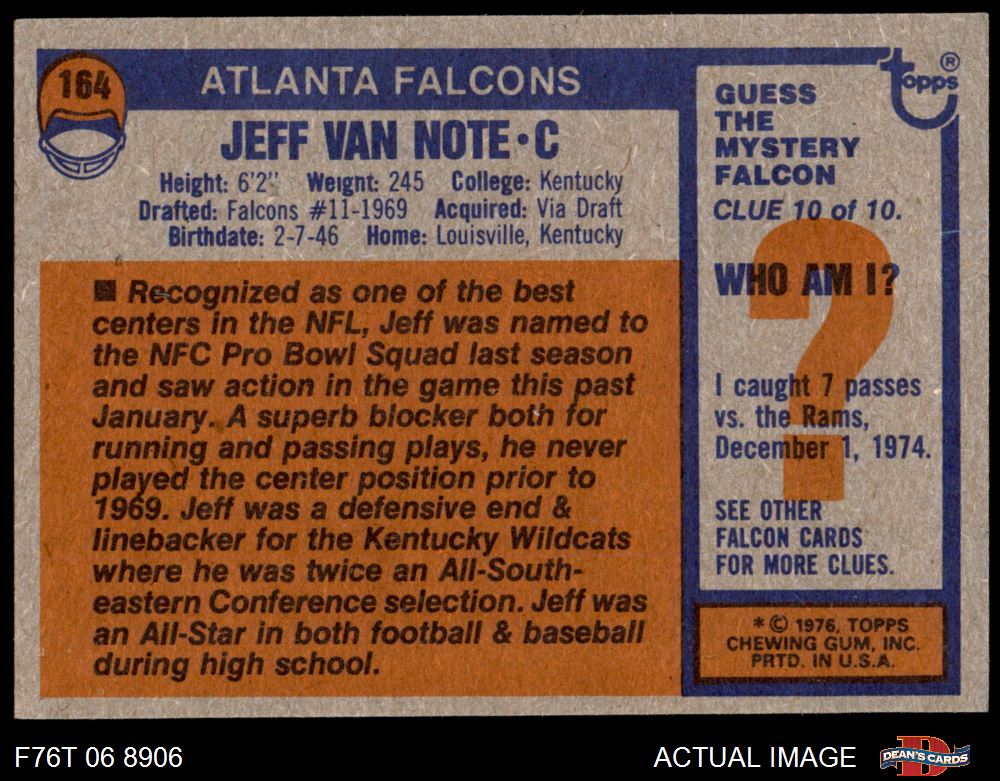 164
ATLANTA FALCONS
JEFF VAN NOTE•C
Height: 6'2" Weignt: 245 College: Kentucky
Drafted: Falcons #11-1969 Acquired: Via Draft
Birthdate: 2-7-46 Home: Louisville, Kentucky
■ Recognized as one of the best
centers in the NFL, Jeff was named to
the NFC Pro Bowl Squad last season
and saw action in the game this past
January. A superb blocker both for
running and passing plays, he never
played the center position prior to
1969. Jeff was a defensive end &
linebacker for the Kentucky Wildcats
where he was twice an All-South-
eastern Conference selection. Jeff was
an All-Star in both football & baseball
during high school.
topps ®
GUESS
THE
MYSTERY
FALCON
CLUE 10 of 10.
WHO AM I?
?
I caught 7 passes
vs. the Rams,
December 1, 1974.
SEE OTHER
FALCON CARDS
FOR MORE CLUES.
* © 1976, TOPPS
CHEWING GUM, INC.
PRTD. IN U.S.A.
F76T 06 8906
ACTUAL IMAGE
D
DEAN'S CARDS